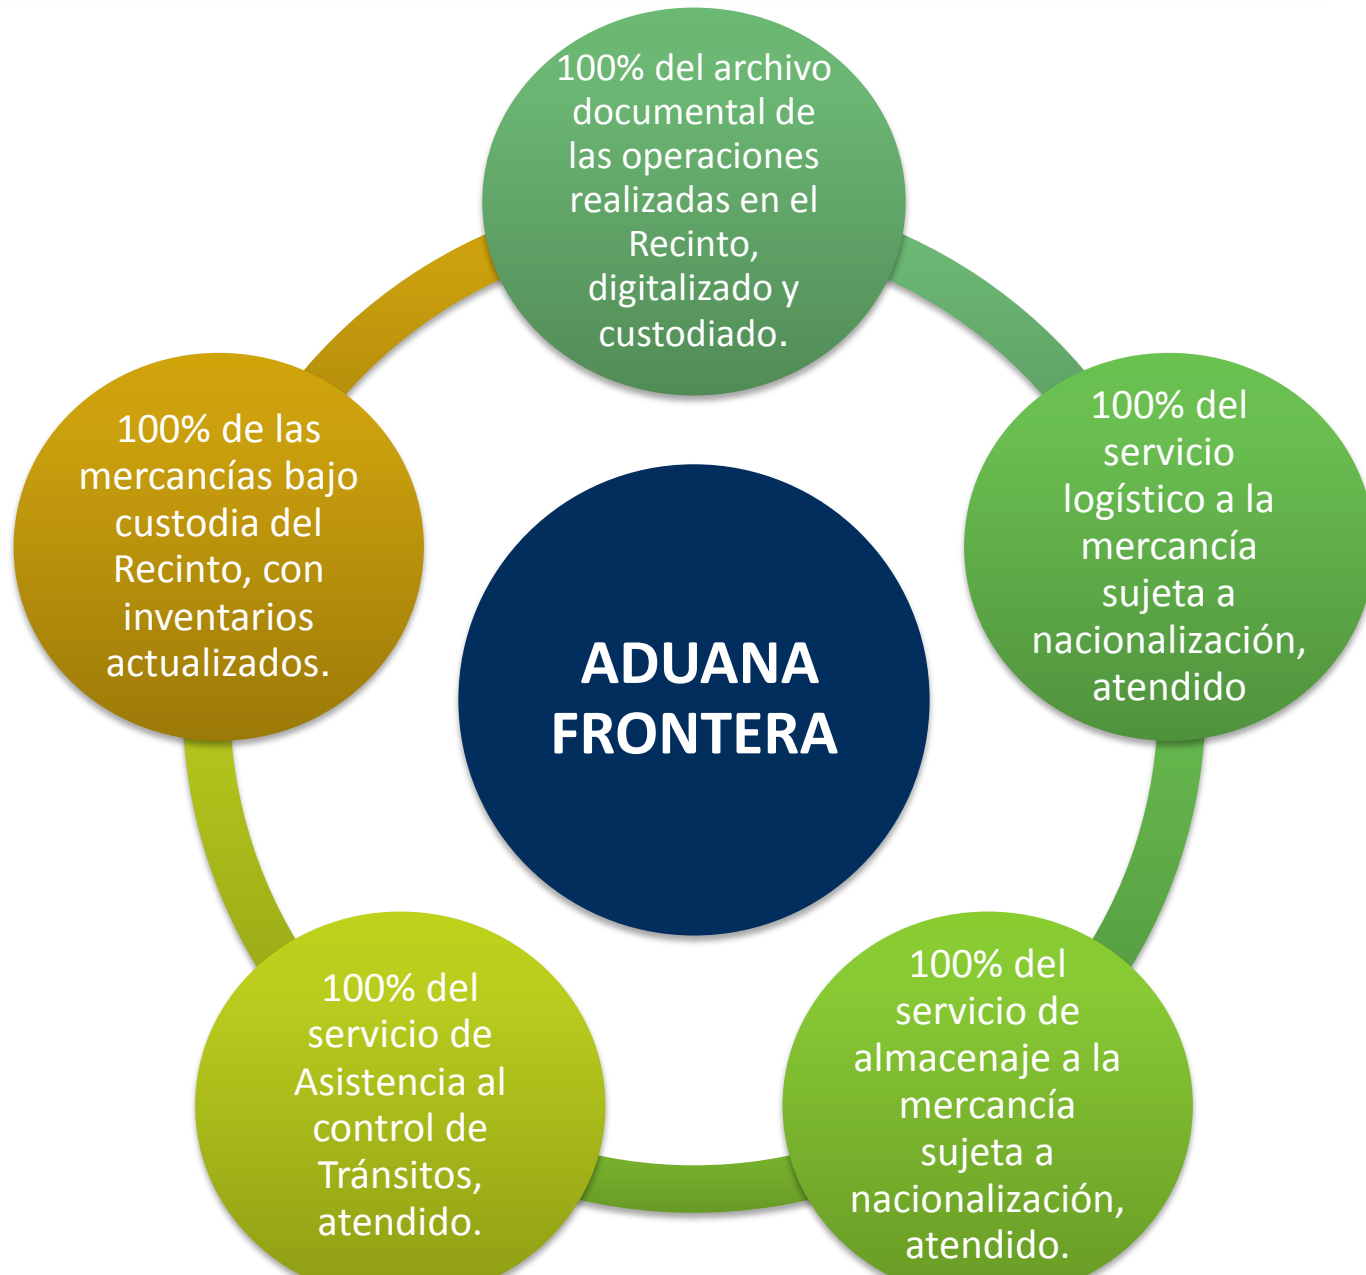 100% del archivo
documental de
las operaciones
realizadas en el
Recinto,
digitalizado y
custodiado.
100% del
servicio
logístico a la
mercancía
sujeta a
nacionalización,
atendido
100% del
servicio de
almacenaje a la
mercancía
sujeta a
nacionalización,
atendido.
100% del
servicio de
Asistencia al
control de
Tránsitos,
atendido.
100% de las
mercancías bajo
custodia del
Recinto, con
inventarios
actualizados.
ADUANA
FRONTERA